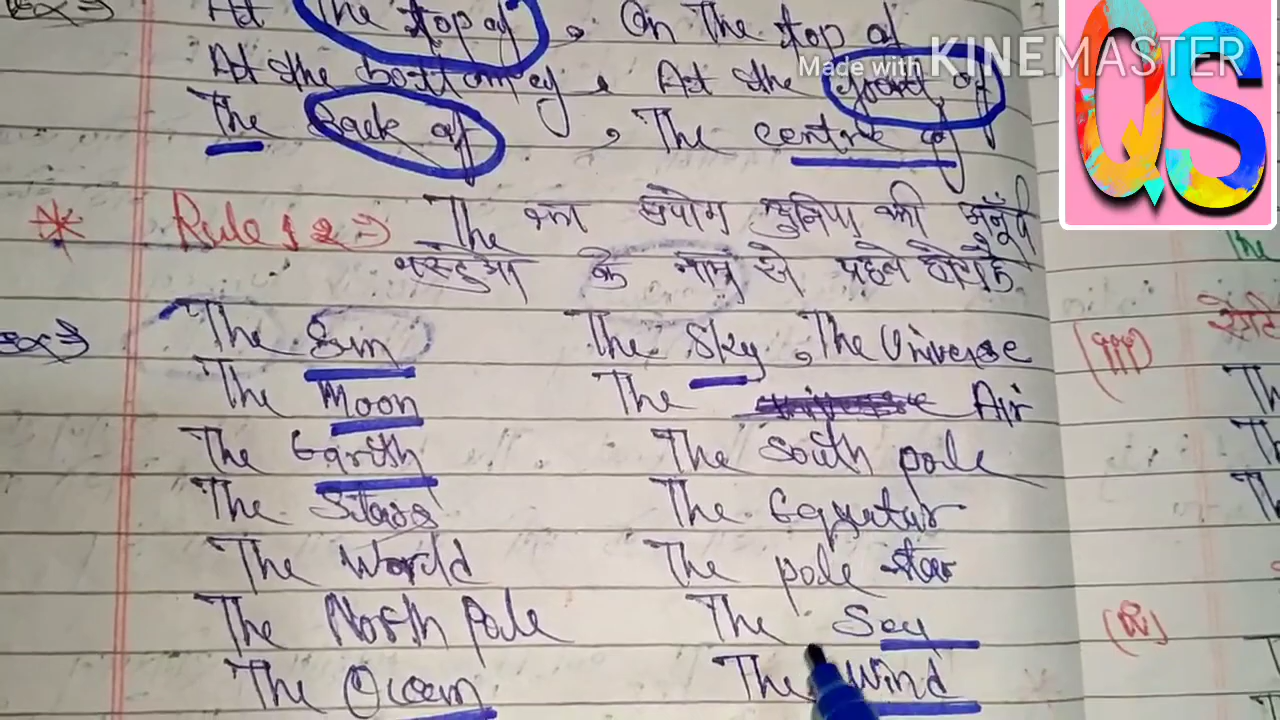 At The top of, On The top of
At the bottom of, At the front of
The Back of, The centre of
* Rule 12 → The का प्रयोग दुनिया की अनूठी
वस्तुओं के नाम से पहले होता है
Ex → The Sun The Sky, The Universe
The Moon The Air
The Earth The South pole
The Stars The Equator
The World The pole star
The North Pole The Sea
The Ocean The Wind
Made with KINEMASTER
QS